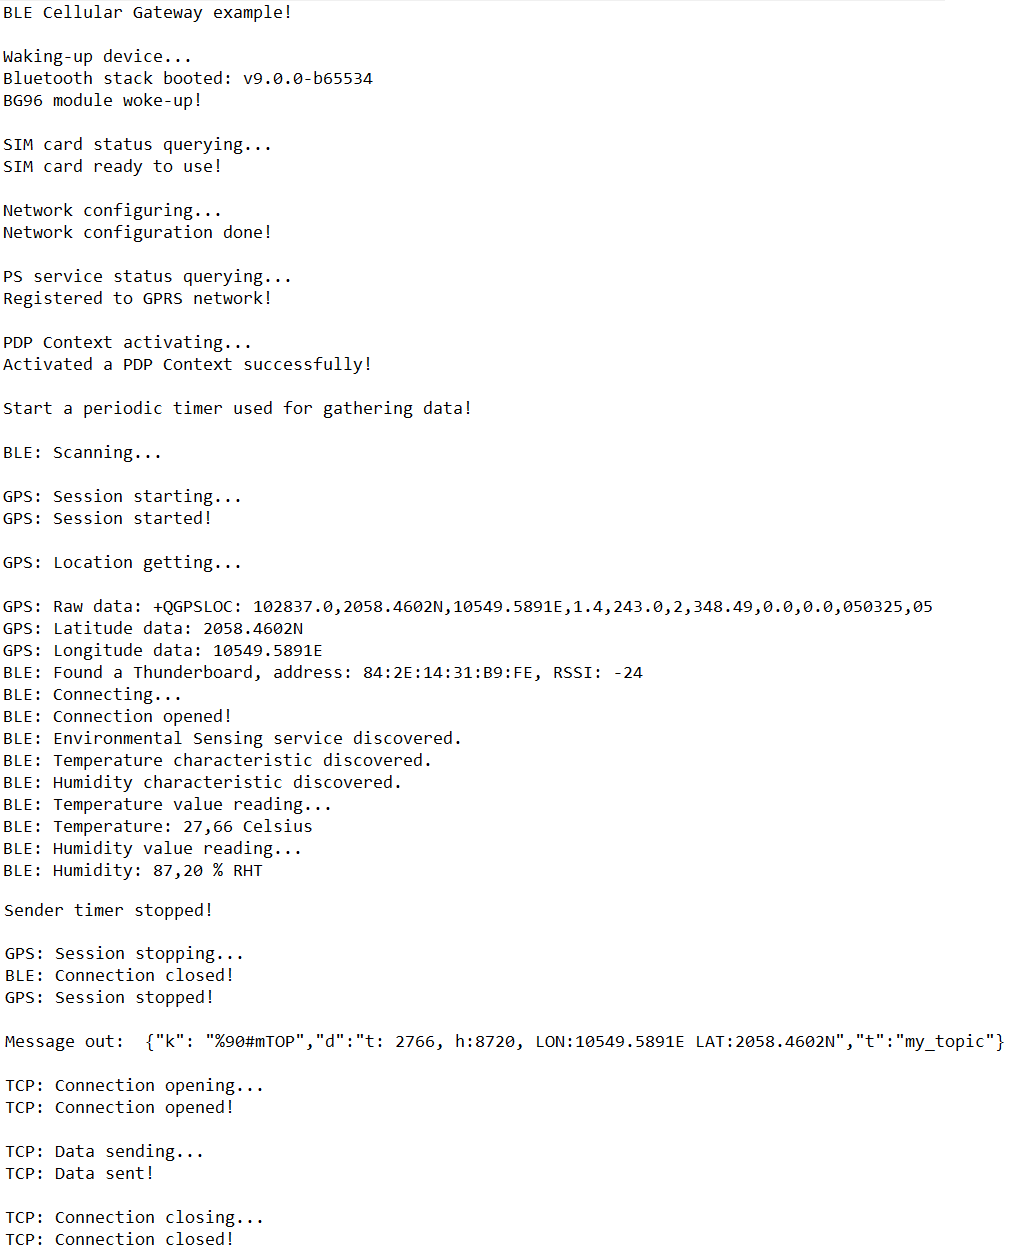 BLE Cellular Gateway example!
Waking-up device...
Bluetooth stack booted: v9.0.0-b65534
BG96 module woke-up!
SIM card status querying...
SIM card ready to use!
Network configuring...
Network configuration done!
PS service status querying...
Registered to GPRS network!
PDP Context activating...
Activated a PDP Context successfully!
Start a periodic timer used for gathering data!
BLE: Scanning...
GPS: Session starting...
GPS: Session started!
GPS: Location getting...
GPS: Raw data: +QGPSLOC: 102837.0,2058.4602N,10549.5891E,1.4,243.0,2,348.49,0.0,0.0,050325,05
GPS: Latitude data: 2058.4602N
GPS: Longitude data: 10549.5891E
BLE: Found a Thunderboard, address: 84:2E:14:31:B9:FE, RSSI: -24
BLE: Connecting...
BLE: Connection opened!
BLE: Environmental Sensing service discovered.
BLE: Temperature characteristic discovered.
BLE: Humidity characteristic discovered.
BLE: Temperature value reading...
BLE: Temperature: 27,66 Celsius
BLE: Humidity value reading...
BLE: Humidity: 87,20 % RHT
Sender timer stopped!
GPS: Session stopping...
BLE: Connection closed!
GPS: Session stopped!
Message out:  {"k": "%90#mTOP","d":"t: 2766, h:8720, LON:10549.5891E LAT:2058.4602N","t":"my_topic"}
TCP: Connection opening...
TCP: Connection opened!
TCP: Data sending...
TCP: Data sent!
TCP: Connection closing...
TCP: Connection closed!